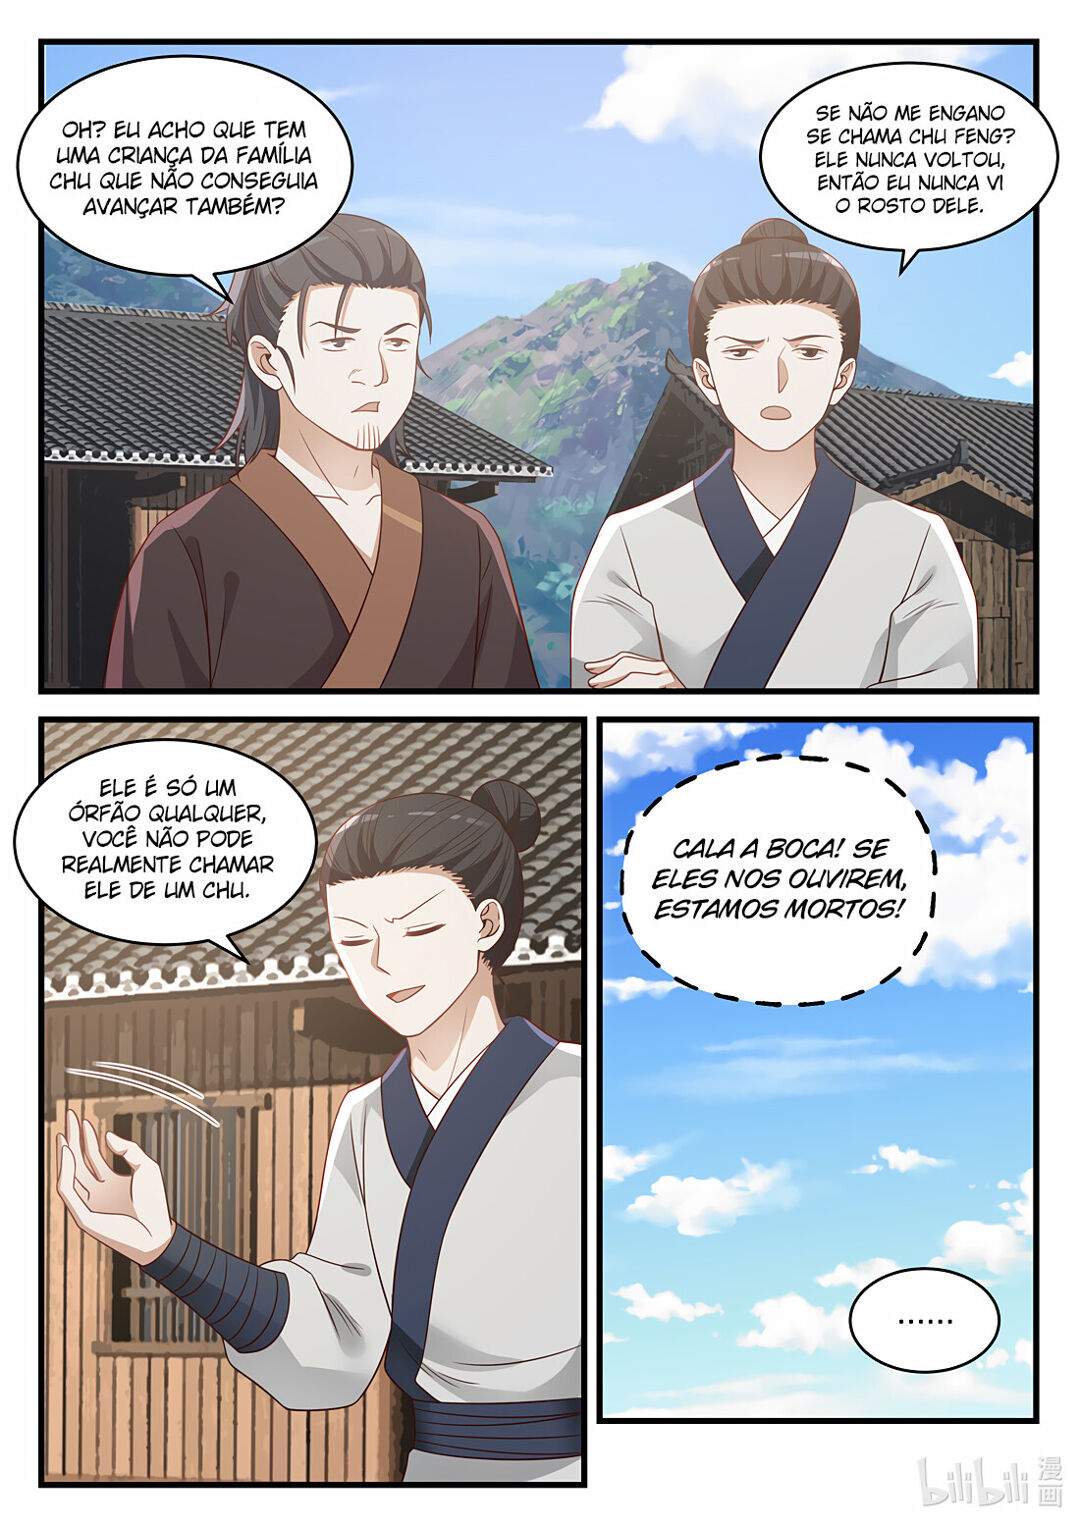 OH? EU ACHO QUE TEM
UMA CRIANÇA DA FAMÍLIA
CHU QUE NÃO CONSEGUIA
AVANÇAR TAMBÉM?
SE NÃO ME ENGANO
SE CHAMA CHU FENG?
ELE NUNCA VOLTOU,
ENTÃO EU NUNCA VI
O ROSTO DELE.
ELE É SÓ UM
ÓRFÃO QUALQUER,
VOCÊ NÃO PODE
REALMENTE CHAMAR
ELE DE UM CHU.
CALA A BOCA! SE
ELES NOS OUVIREM,
ESTAMOS MORTOS!
......
bilibili 漫画